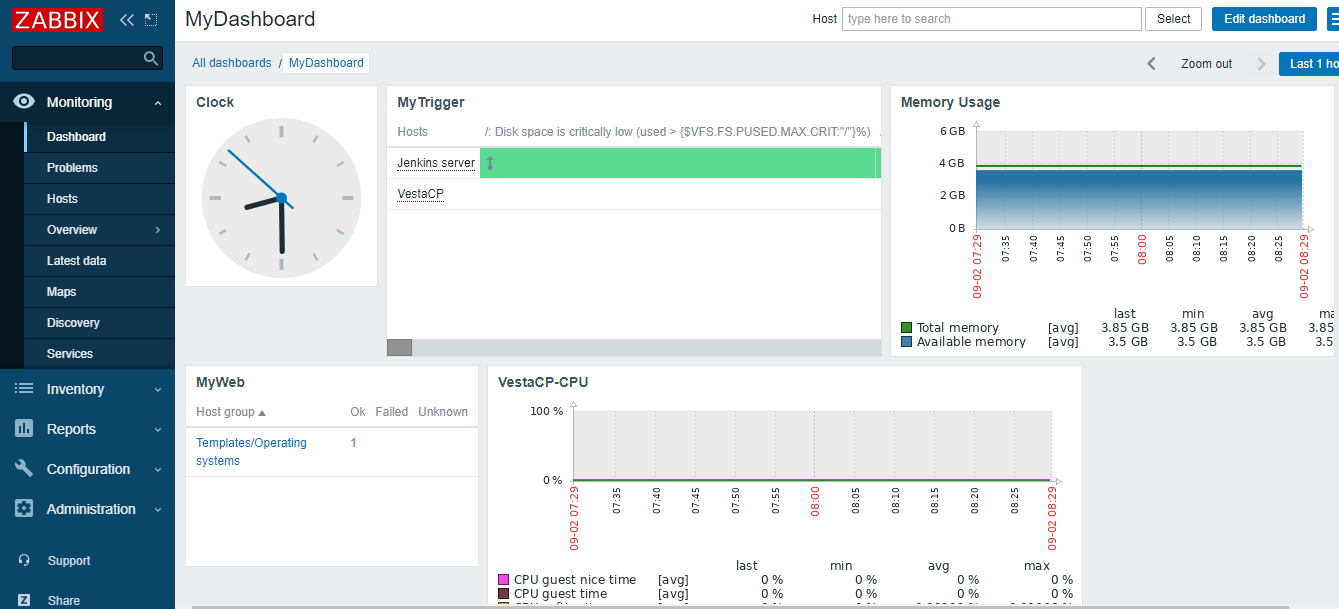 ZABBIX
MyDashboard
Host type here to search Select Edit dashboard
All dashboards / MyDashboard
Zoom out Last 1 ho
Monitoring
Dashboard
Problems
Hosts
Overview
Latest data
Maps
Discovery
Services
Inventory
Reports
Configuration
Administration
Support
Z Share
Clock
MyTrigger
Hosts /: Disk space is critically low (used > {$VFS.FS.PUSED.MAX.CRIT:"/"}%)
Jenkins server
VestaCP
Memory Usage
6 GB
4 GB
2 GB
0 B
09-02 07:29 07:35 07:40 07:45 07:50 07:55 08:00 08:05 08:10 08:15 08:20 08:25 09-02 08:29
last min avg ma
Total memory [avg] 3.85 GB 3.85 GB 3.85 GB 3.85
Available memory [avg] 3.5 GB 3.5 GB 3.5 GB 3.5
MyWeb
Host group Ok Failed Unknown
Templates/Operating 1
systems
VestaCP-CPU
100 %
0 %
09-02 07:29 07:35 07:40 07:45 07:50 07:55 08:00 08:05 08:10 08:15 08:20 08:25 09-02 08:29
last min avg max
CPU guest nice time [avg] 0 % 0 % 0 % 0 %
CPU guest time [avg] 0 % 0 % 0 % 0 %